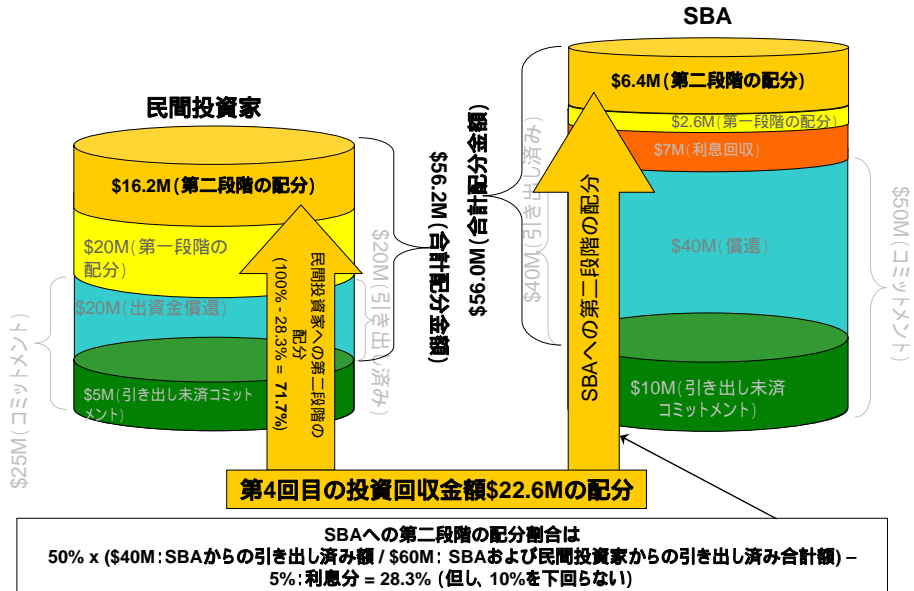 SBA
民間投資家
$6.4M(第二段階の配分)
$2.6M(第一段階の配分)
$7M(利息回収)
$40M(償還)
$10M(引き出し未済
コミットメント)
$50M(コミットメント)
$40M(引き出し済み)
$56.0M(合計配分金額)
$56.2M(合計配分金額)
$16.2M(第二段階の配分)
$20M(第一段階の
配分)
$20M(出資金償還)
$5M(引き出し未済コミット
メント)
$25M(コミットメント)
$20M(引き出し済み)
民間投資家への第二段階の
配分
(100% - 28.3% = 71.7%)
SBAへの第二段階の配分
第4回目の投資回収金額$22.6Mの配分
SBAへの第二段階の配分割合は
50% x ($40M:SBAからの引き出し済み額 / $60M: SBAおよび民間投資家からの引き出し済み合計額) –
5%:利息分 = 28.3% (但し、10%を下回らない)